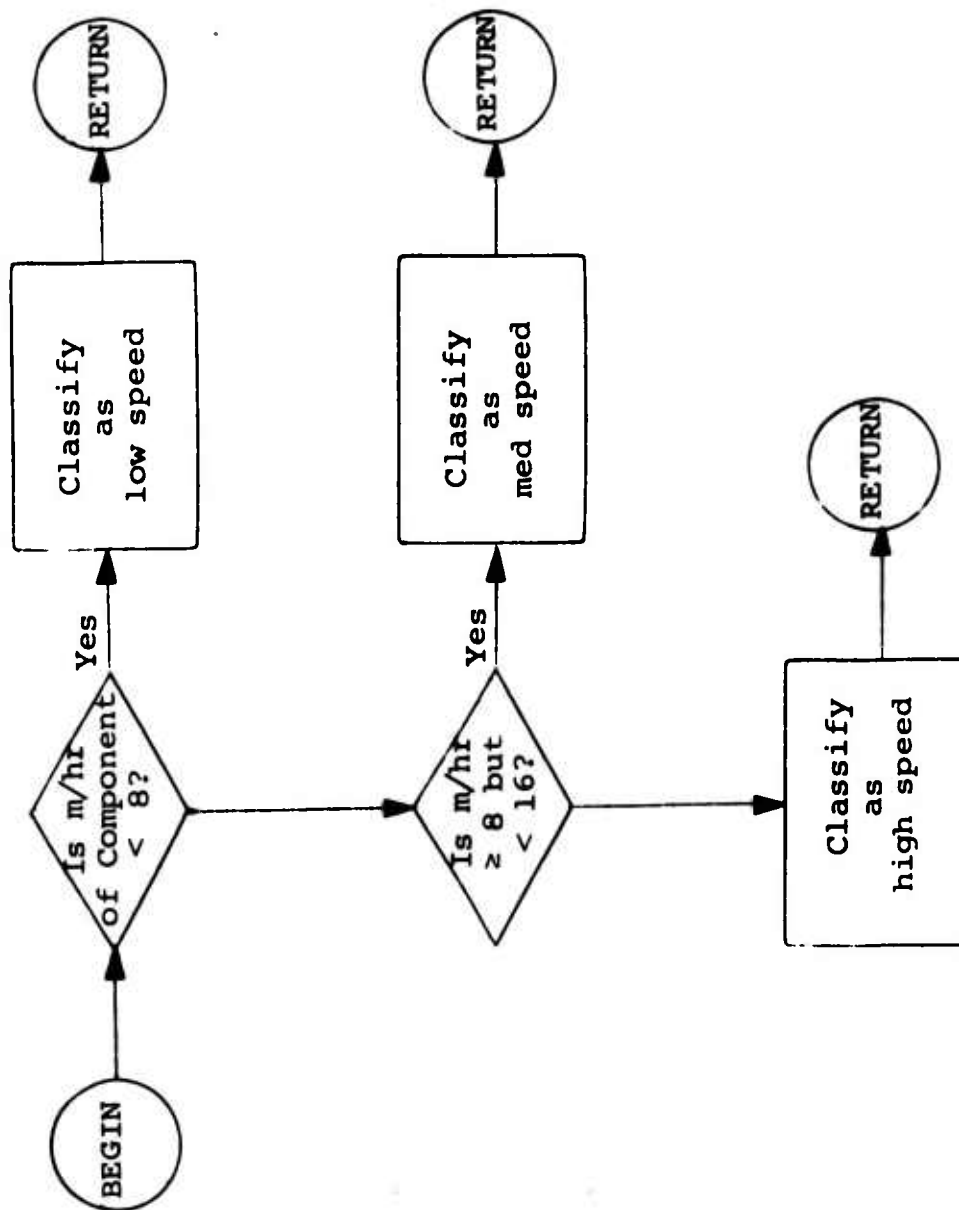 BEGIN
Is m/hr
of Component
< 8?
Yes
Classify
as
low speed
RETURN
Is m/hr
≥ 8 but
< 16?
Yes
Classify
as
med speed
RETURN
Classify
as
high speed
RETURN